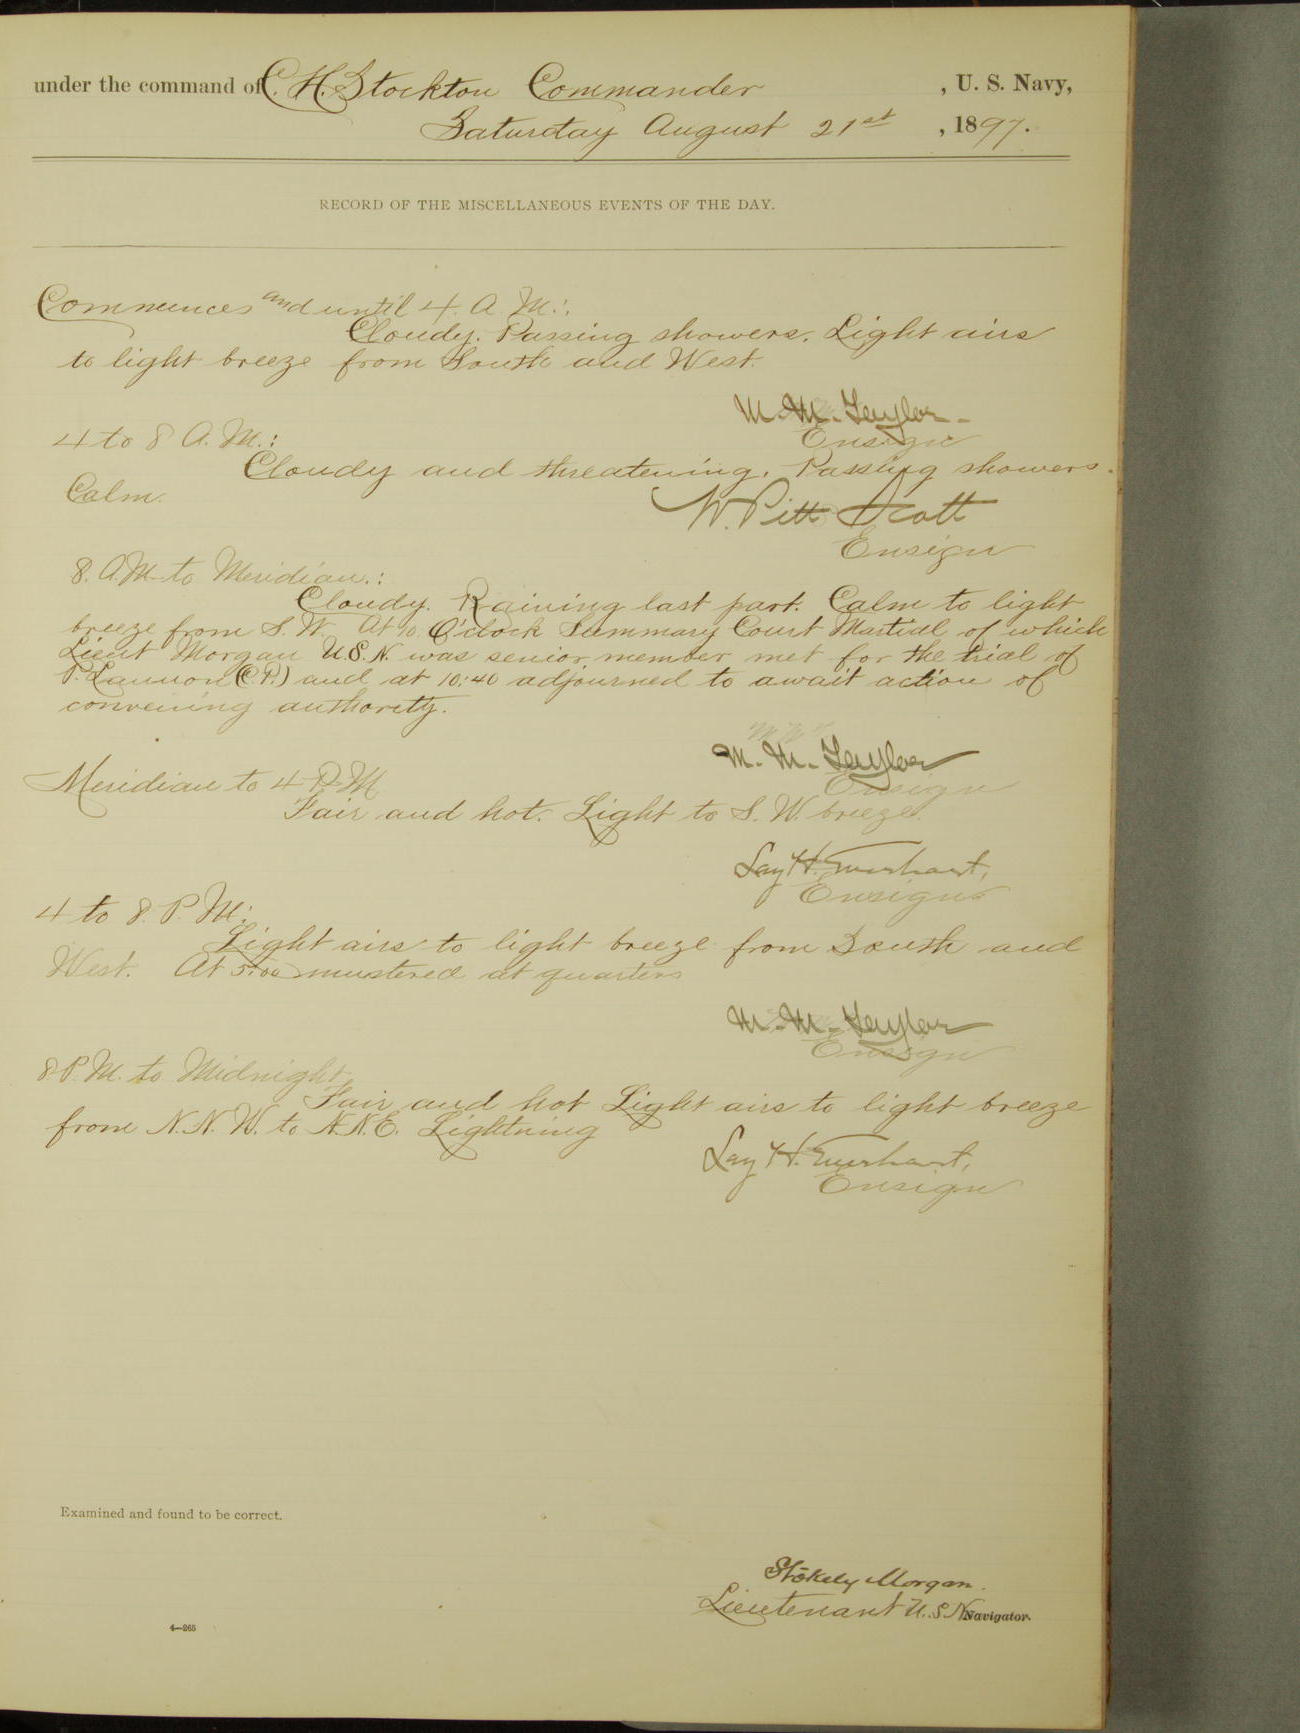 under the command of C. H. Stockton Commander , U. S. Navy,
Saturday August 21st , 1897.
RECORD OF THE MISCELLANEOUS EVENTS OF THE DAY.
Commences and until 4 A. M.:
Cloudy. Passing showers. Light airs
to light breeze from South and West.
M. M. Taylor
Ensign
4 to 8 A. M.:
Cloudy and threatening. Passing showers.
Calm.
W. Pitt Scott
Ensign
8. A.M. to Meridian.:
Cloudy. Raining last part. Calm to light
breeze from S. W. At 10. O'clock Summary Court Martial of which
Lieut Morgan U.S.N. was senior member met for the trial of
P. Lannon (C.P.) and at 10:40 adjourned to await action of
convening authority.
M. M. Taylor
Ensign
Meridian to 4 P. M
Fair and hot. Light to S. W. breeze.
Lay H. Everhart,
Ensign
4 to 8. P. M:
Light airs to light breeze from South and
West. At 5:00 mustered at quarters
M. M. Taylor
Ensign
8 P. M. to Midnight
Fair and hot Light airs to light breeze
from N. N. W. to N. N. E. Lightning
Lay H. Everhart,
Ensign
Examined and found to be correct.
Stokely Morgan.
Lieutenant U. S. N. Navigator.
4—265